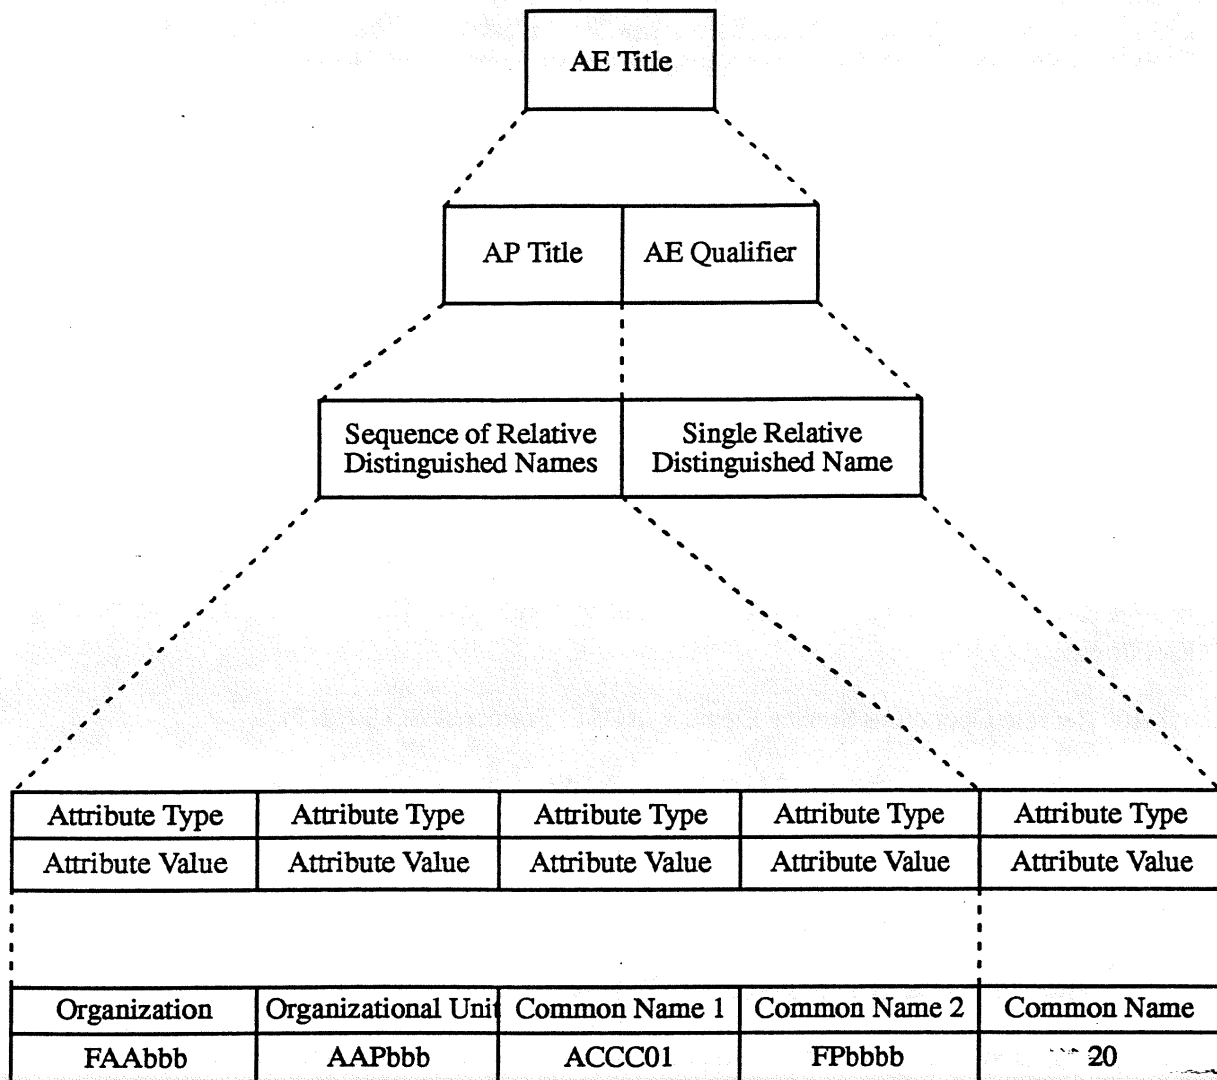 AE Title
AP Title AE Qualifier
Sequence of Relative Single Relative
Distinguished Names Distinguished Name
Attribute Type Attribute Type Attribute Type Attribute Type Attribute Type
Attribute Value Attribute Value Attribute Value Attribute Value Attribute Value
Organization Organizational Unit Common Name 1 Common Name 2 Common Name
FAAbbb AAPbbb ACCC01 FPbbbb 20